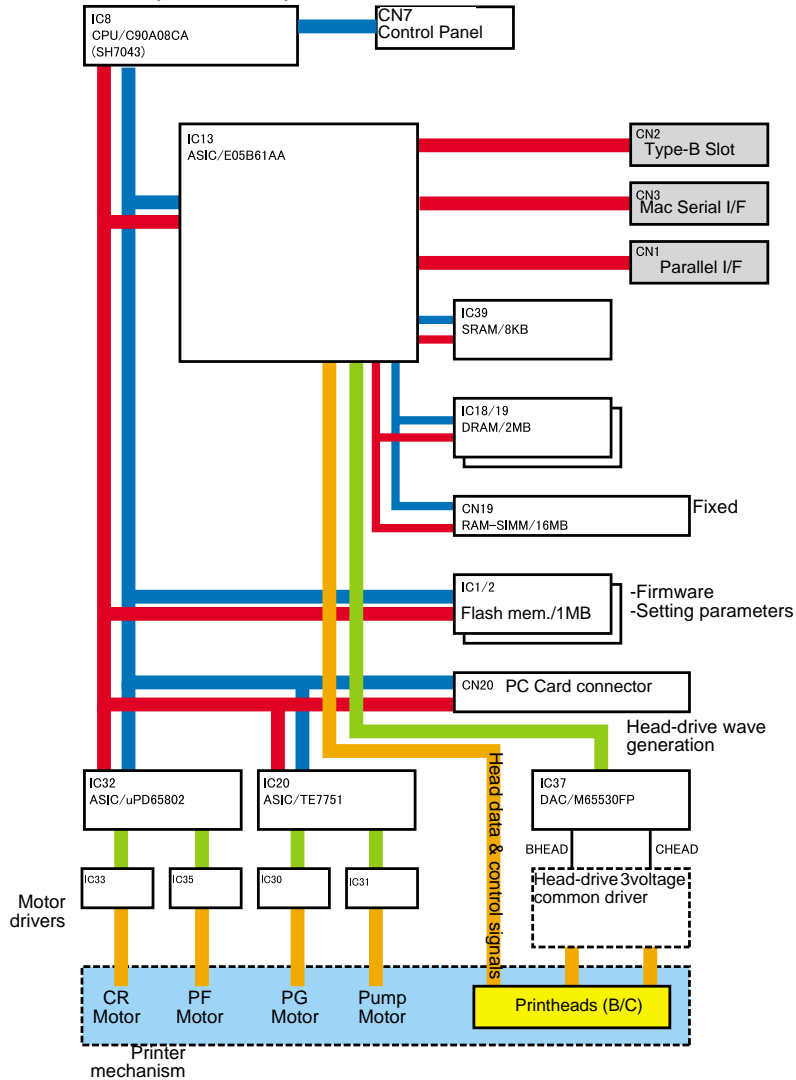 IC8
CPU/C90A08CA
(SH7043)
CN7
Control Panel
IC13
ASIC/E05B61AA
CN2
Type-B Slot
CN3
Mac Serial I/F
CN1
Parallel I/F
IC39
SRAM/8KB
IC18/19
DRAM/2MB
CN19
RAM-SIMM/16MB
Fixed
IC1/2
Flash mem./1MB
-Firmware
-Setting parameters
CN20 PC Card connector
Head-drive wave
generation
IC32
ASIC/uPD65802
IC20
ASIC/TE7751
Head data & control signals
IC37
DAC/M65530FP
BHEAD
CHEAD
Motor
drivers
IC33
IC35
IC30
IC31
Head-drive 3voltage
common driver
CR
Motor
PF
Motor
PG
Motor
Pump
Motor
Printheads (B/C)
Printer
mechanism